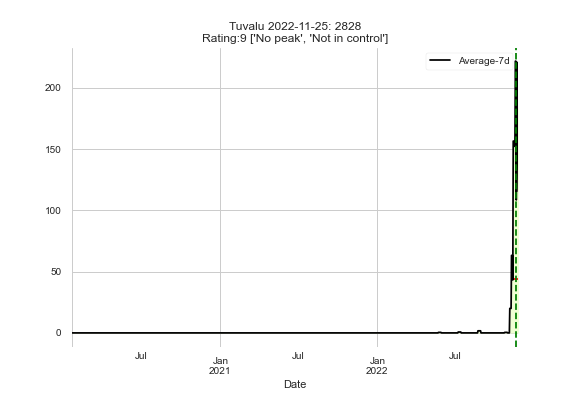 Tuvalu 2022-11-25: 2828
Rating:9 ['No peak', 'Not in control']
Average-7d
200
150
100
50
0
Jul
Jan
2021
Jul
Jan
2022
Jul
Date